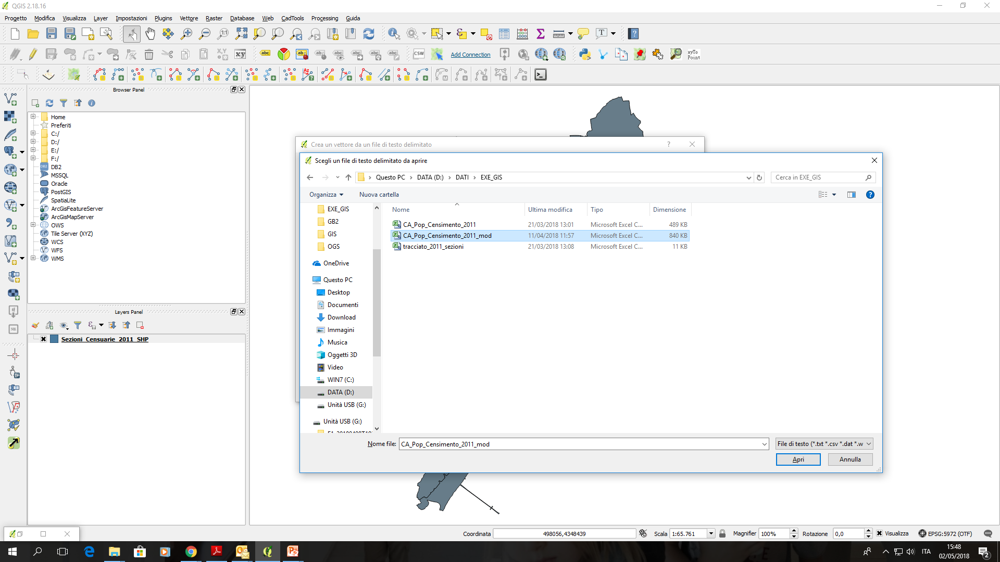 QGIS 2.18.16
Progetto Modifica Visualizza Layer Impostazioni Plugins Vettore Raster Database Web CadTools Processing Guida
CSW Add Connection xyTo Point
Browser Panel
Home
Preferiti
C:/
D:/
E:/
F:/
DB2
MSSQL
Oracle
PostGIS
SpatiaLite
ArcGisFeatureServer
ArcGisMapServer
OWS
Tile Server (XYZ)
WCS
WFS
WMS
Layers Panel
Sezioni_Censuarie_2011_SHP
Crea un vettore da un file di testo delimitato
Scegli un file di testo delimitato da aprire
Questo PC DATA (D:) DATI EXE_GIS
Cerca in EXE_GIS
Organizza Nuova cartella
EXE_GIS
GB2
GIS
OGS
OneDrive
Questo PC
Desktop
Documenti
Download
Immagini
Musica
Oggetti 3D
Video
WIN7 (C:)
DATA (D:)
Unità USB (G:)
Unità USB (G:)
Nome Ultima modifica Tipo Dimensione
CA_Pop_Censimento_2011 21/03/2018 13:01 Microsoft Excel C... 489 KB
CA_Pop_Censimento_2011_mod 11/04/2018 11:57 Microsoft Excel C... 840 KB
tracciato_2011_sezioni 21/03/2018 13:08 Microsoft Excel C... 11 KB
Nome file: CA_Pop_Censimento_2011_mod File di testo (*.txt *.csv *.dat *.w
Apri Annulla
Coordinata 498056,4348439 Scala 1:65.761 Magnifier 100% Rotazione 0,0 Visualizza EPSG:5972 (OTF)
ITA 15:48
02/05/2018
2